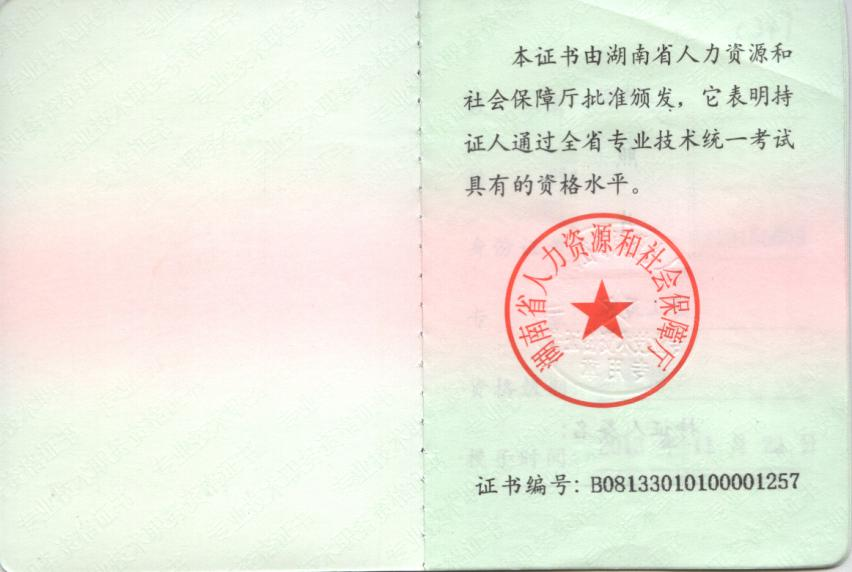 本证书由湖南省人力资源和
社会保障厅批准颁发，它表明持
证人通过全省专业技术统一考试
具有的资格水平。
湖南省人力资源和社会保障厅
证书编号：B08133010100001257